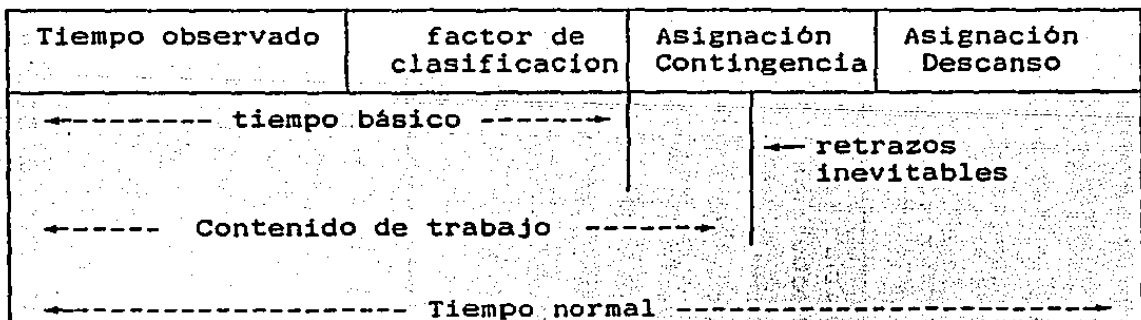 Tiempo observado
factor de
clasificacion
Asignación
Contingencia
Asignación
Descanso
tiempo básico
retrazos
inevitables
Contenido de trabajo
Tiempo normal